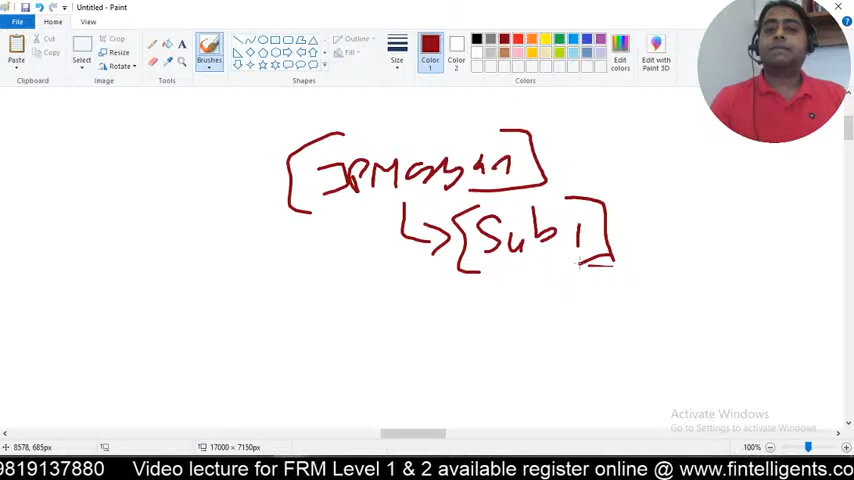 Untitled - Paint
File Home View
Paste
Cut
Copy
Clipboard
Select
Crop
Resize
Rotate
Image
Tools
Brushes
Shapes
Outline
Fill
Size
Color 1
Color 2
Colors
Edit colors
Edit with Paint 3D
JPMorgan
Sub 1
Activate Windows
Go to Settings to activate Windows.
8578, 685px
17000 × 7150px
100%
9819137880 Video lecture for FRM Level 1 & 2 available register online @ www.fintelligents.co